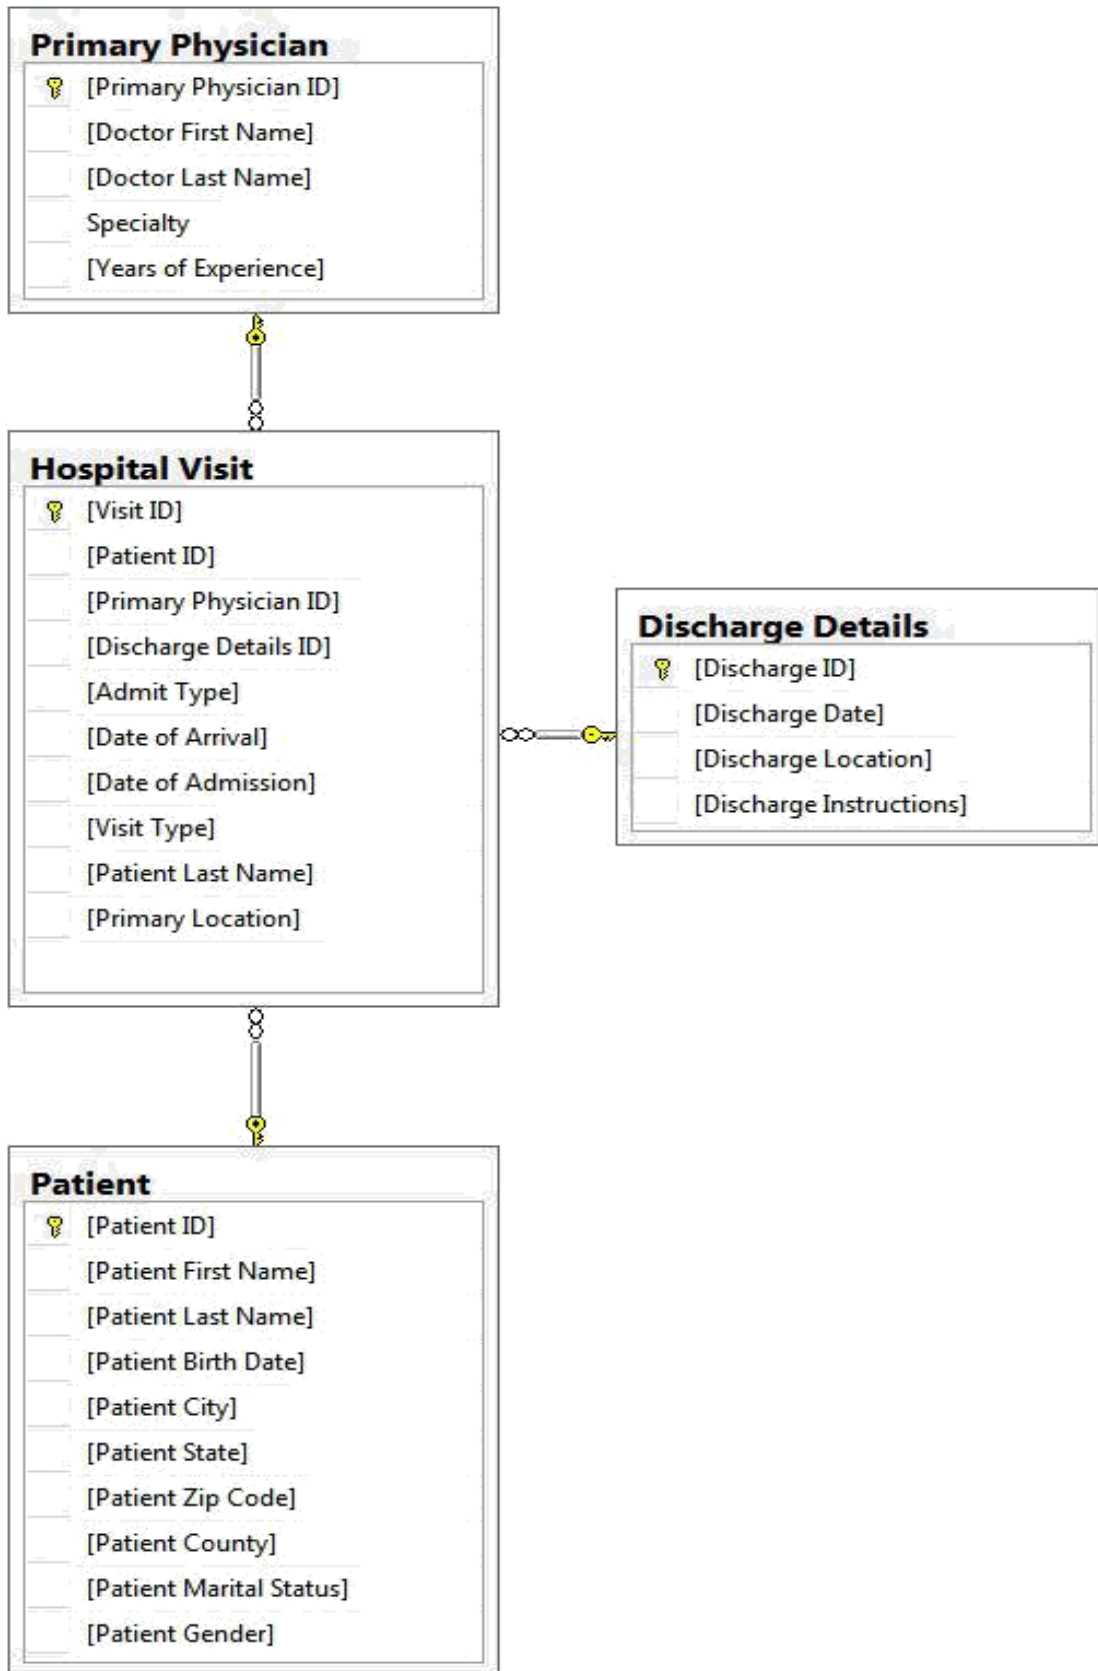 Primary Physician
[Primary Physician ID]
[Doctor First Name]
[Doctor Last Name]
Specialty
[Years of Experience]
Hospital Visit
[Visit ID]
[Patient ID]
[Primary Physician ID]
[Discharge Details ID]
[Admit Type]
[Date of Arrival]
[Date of Admission]
[Visit Type]
[Patient Last Name]
[Primary Location]
Discharge Details
[Discharge ID]
[Discharge Date]
[Discharge Location]
[Discharge Instructions]
Patient
[Patient ID]
[Patient First Name]
[Patient Last Name]
[Patient Birth Date]
[Patient City]
[Patient State]
[Patient Zip Code]
[Patient County]
[Patient Marital Status]
[Patient Gender]